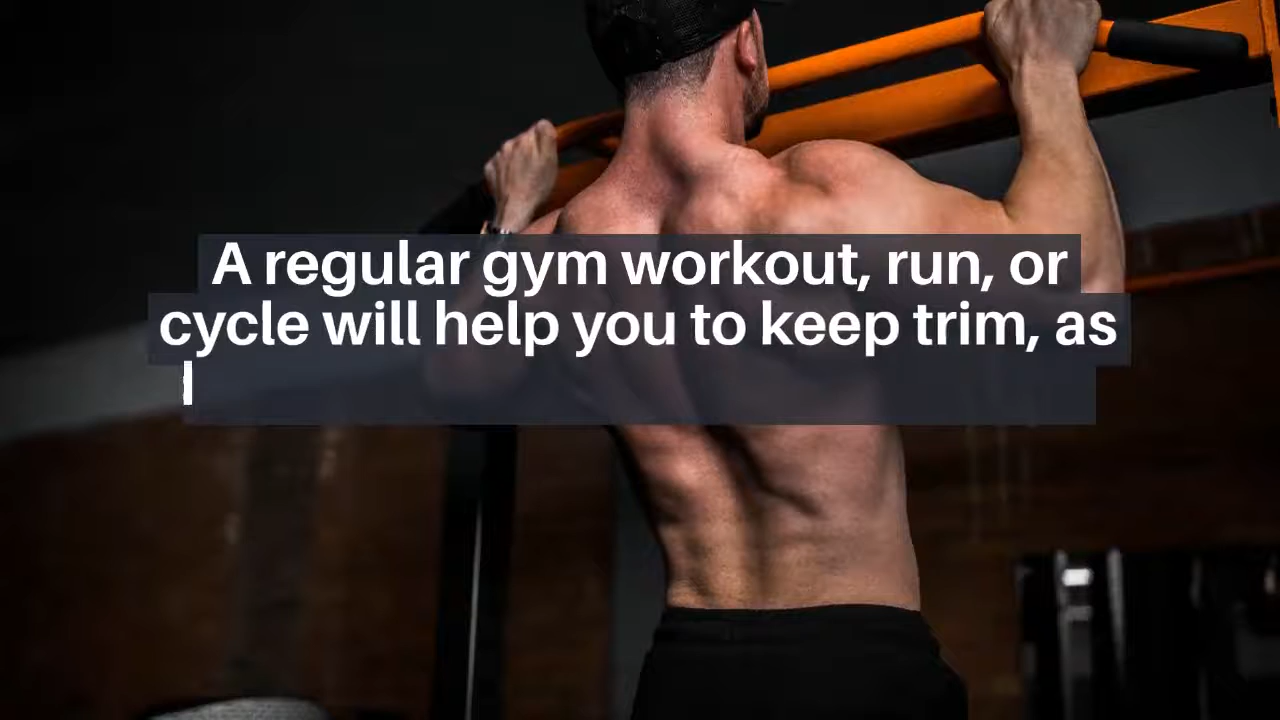 A regular gym workout, run, or
cycle will help you to keep trim, as